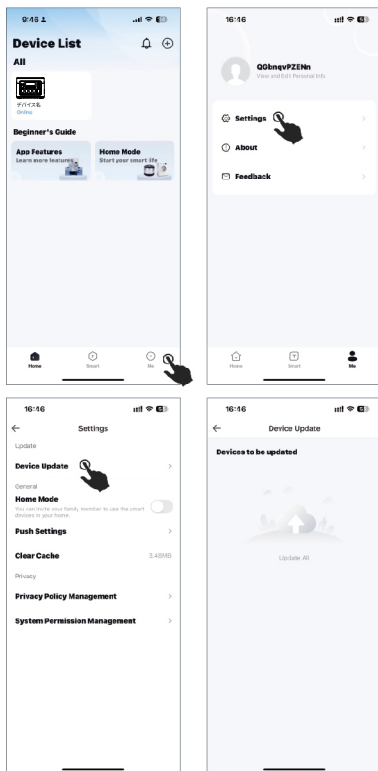 9:46
Device List
All
デバイス名
Online
Beginner's Guide
App Features
Learn more features
Home Mode
Start your smart life
Home
Smart
Me
16:46
QGbnqvPZENn
View and Edit Personal Info
Settings
About
Feedback
Home
Smart
Me
16:46
Settings
Update
Device Update
General
Home Mode
You can invite your family member to use the smart
devices in your home.
Push Settings
Clear Cache
3.48MB
Privacy
Privacy Policy Management
System Permission Management
16:46
Device Update
Devices to be updated
Update All